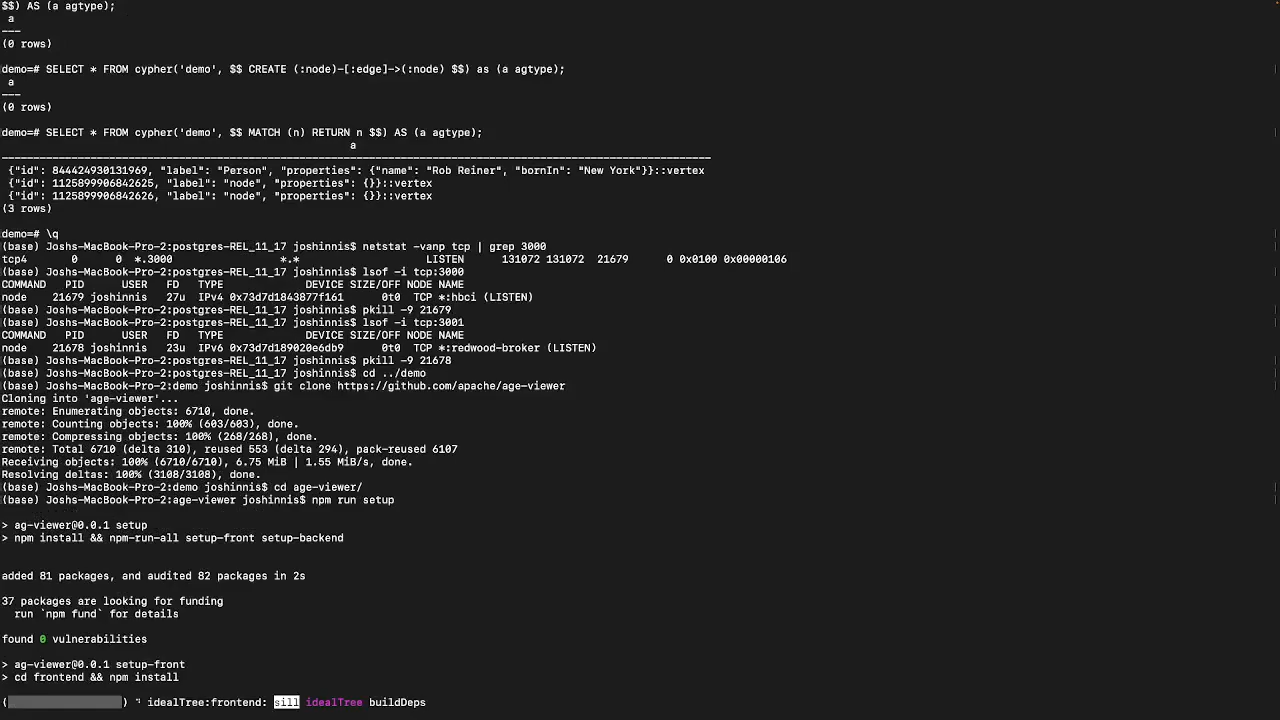 $$) AS (a agtype);
a
---
(0 rows)
demo=# SELECT * FROM cypher('demo', $$ CREATE (:node)-[:edge]->(:node) $$) as (a agtype);
a
---
(0 rows)
demo=# SELECT * FROM cypher('demo', $$ MATCH (n) RETURN n $$) AS (a agtype);
a
{"id": 844424930131969, "label": "Person", "properties": {"name": "Rob Reiner", "bornIn": "New York"}}::vertex
{"id": 1125899906842625, "label": "node", "properties": {}}::vertex
{"id": 1125899906842626, "label": "node", "properties": {}}::vertex
(3 rows)
demo=# \q
(base) Joshs-MacBook-Pro-2:postgres-REL_11_17 joshinnis$ netstat -vanp tcp | grep 3000
tcp4 0 0 *.3000 *.* LISTEN 131072 131072 21679 0 0x0100 0x00000106
(base) Joshs-MacBook-Pro-2:postgres-REL_11_17 joshinnis$ lsof -i tcp:3000
COMMAND PID USER FD TYPE DEVICE SIZE/OFF NODE NAME
node 21679 joshinnis 27u IPv4 0x73d7d1843877f161 0t0 TCP *:hbci (LISTEN)
(base) Joshs-MacBook-Pro-2:postgres-REL_11_17 joshinnis$ pkill -9 21679
(base) Joshs-MacBook-Pro-2:postgres-REL_11_17 joshinnis$ lsof -i tcp:3001
COMMAND PID USER FD TYPE DEVICE SIZE/OFF NODE NAME
node 21678 joshinnis 23u IPv6 0x73d7d189020e6db9 0t0 TCP *:redwood-broker (LISTEN)
(base) Joshs-MacBook-Pro-2:postgres-REL_11_17 joshinnis$ pkill -9 21678
(base) Joshs-MacBook-Pro-2:postgres-REL_11_17 joshinnis$ cd ../demo
(base) Joshs-MacBook-Pro-2:demo joshinnis$ git clone https://github.com/apache/age-viewer
Cloning into 'age-viewer'...
remote: Enumerating objects: 6710, done.
remote: Counting objects: 100% (603/603), done.
remote: Compressing objects: 100% (268/268), done.
remote: Total 6710 (delta 310), reused 553 (delta 294), pack-reused 6107
Receiving objects: 100% (6710/6710), 6.75 MiB | 1.55 MiB/s, done.
Resolving deltas: 100% (3108/3108), done.
(base) Joshs-MacBook-Pro-2:demo joshinnis$ cd age-viewer/
(base) Joshs-MacBook-Pro-2:age-viewer joshinnis$ npm run setup
> ag-viewer@0.0.1 setup
> npm install && npm-run-all setup-front setup-backend
added 81 packages, and audited 82 packages in 2s
37 packages are looking for funding
run `npm fund` for details
found 0 vulnerabilities
> ag-viewer@0.0.1 setup-front
> cd frontend && npm install
( ) ⠙ idealTree:frontend: sill idealTree buildDeps